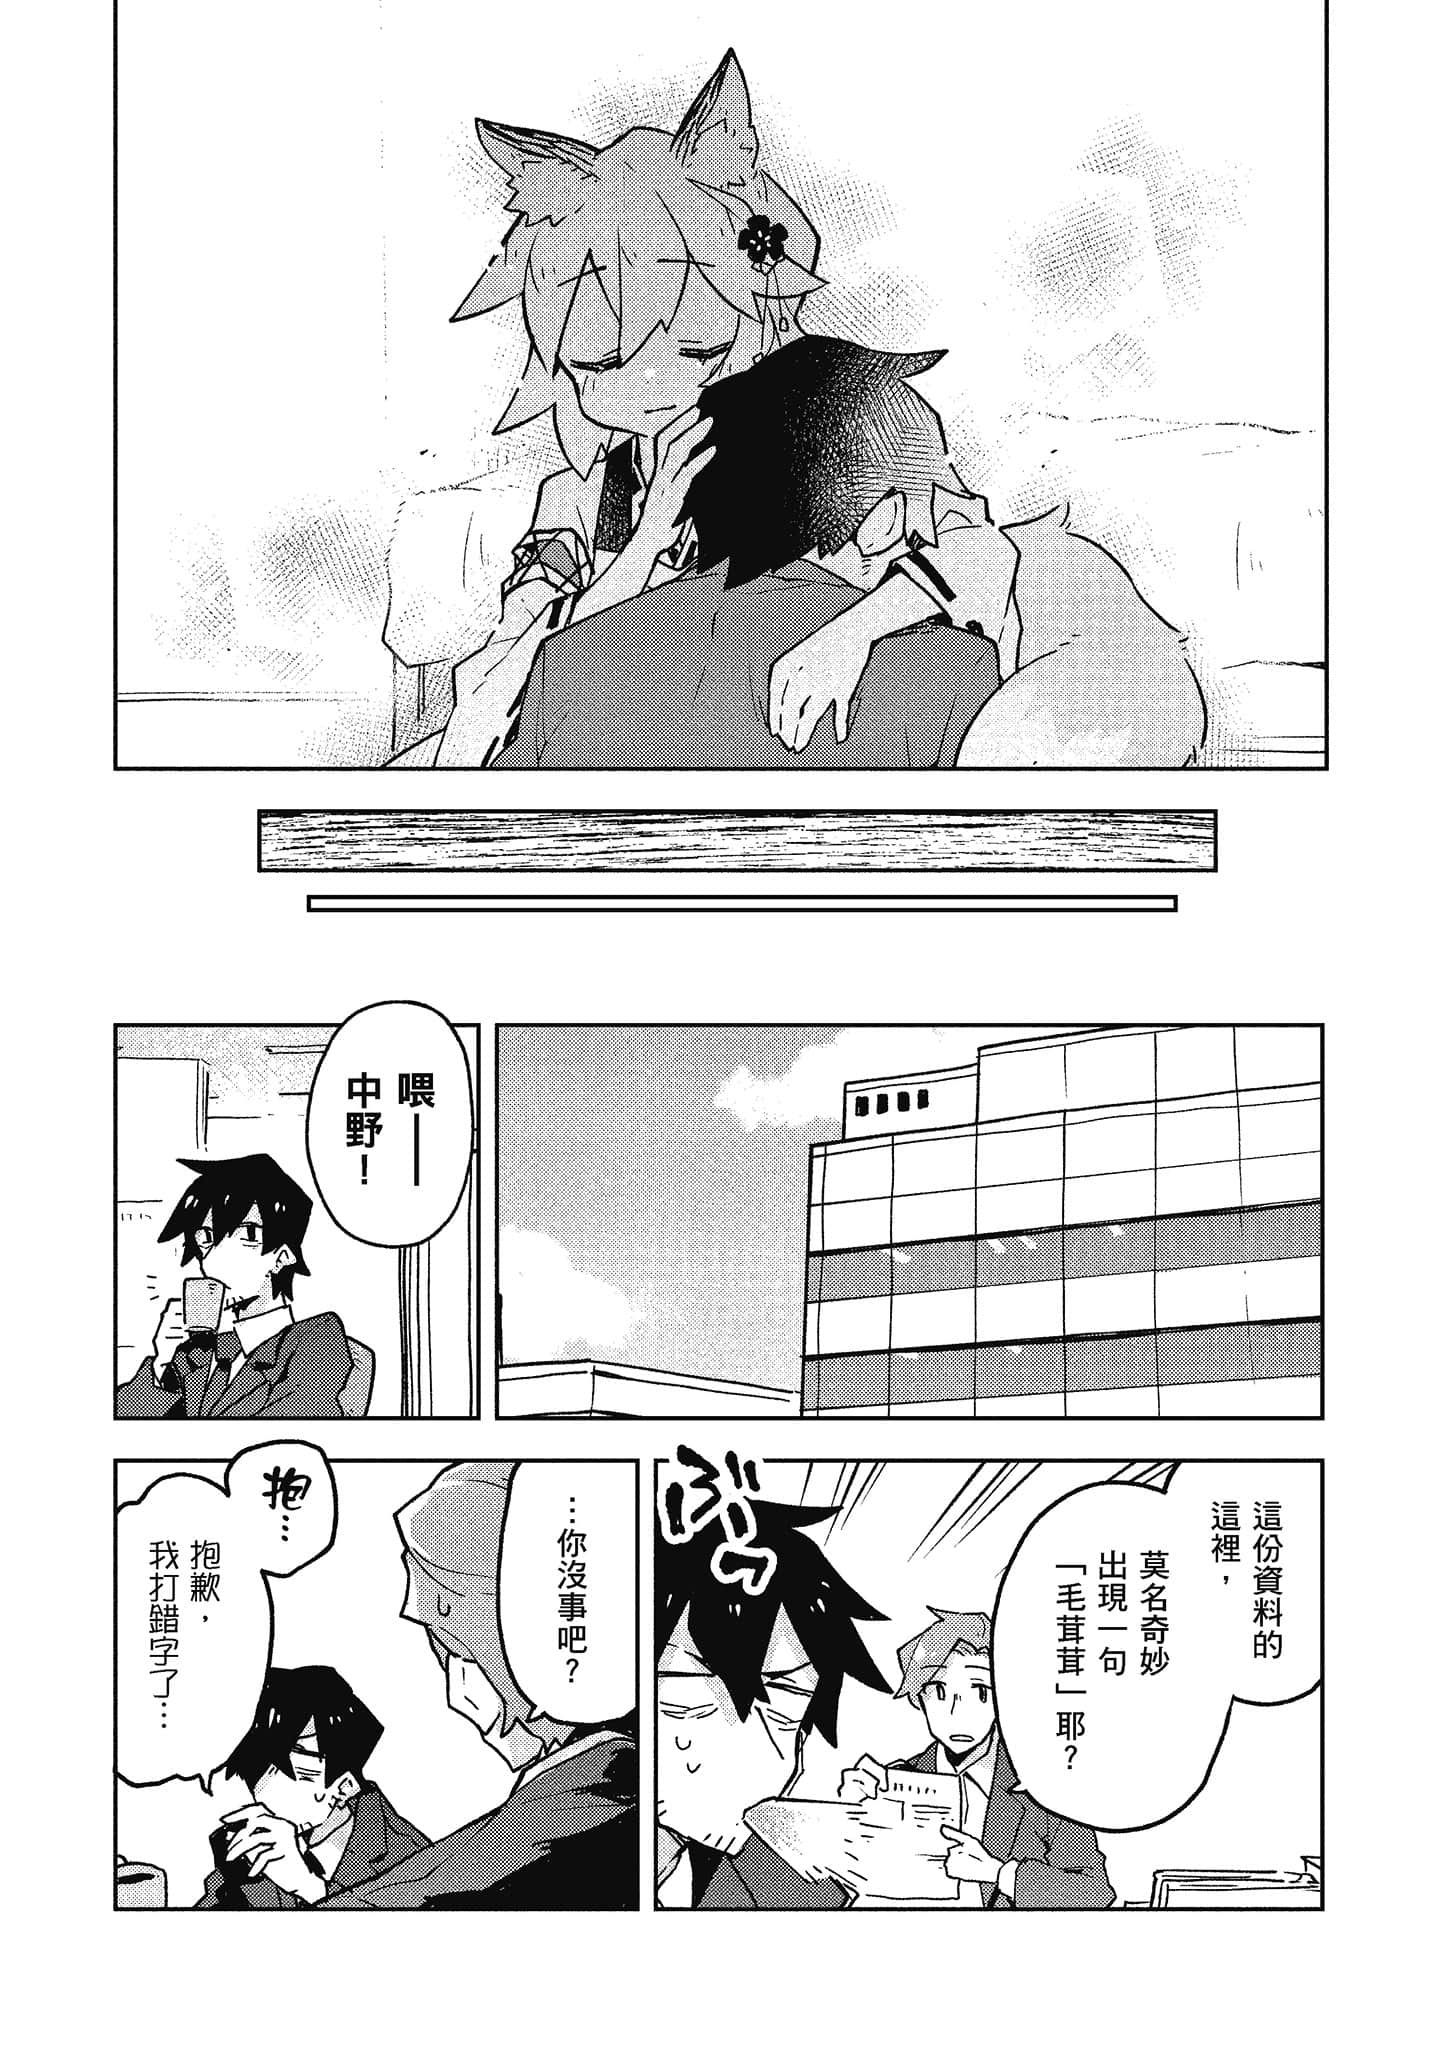 喂——
中野！
這份資料的
這裡，
莫名奇妙
出現一句
「毛茸茸」耶？
ぶっ
…你沒事吧？
抱…
抱歉，
我打錯字了…